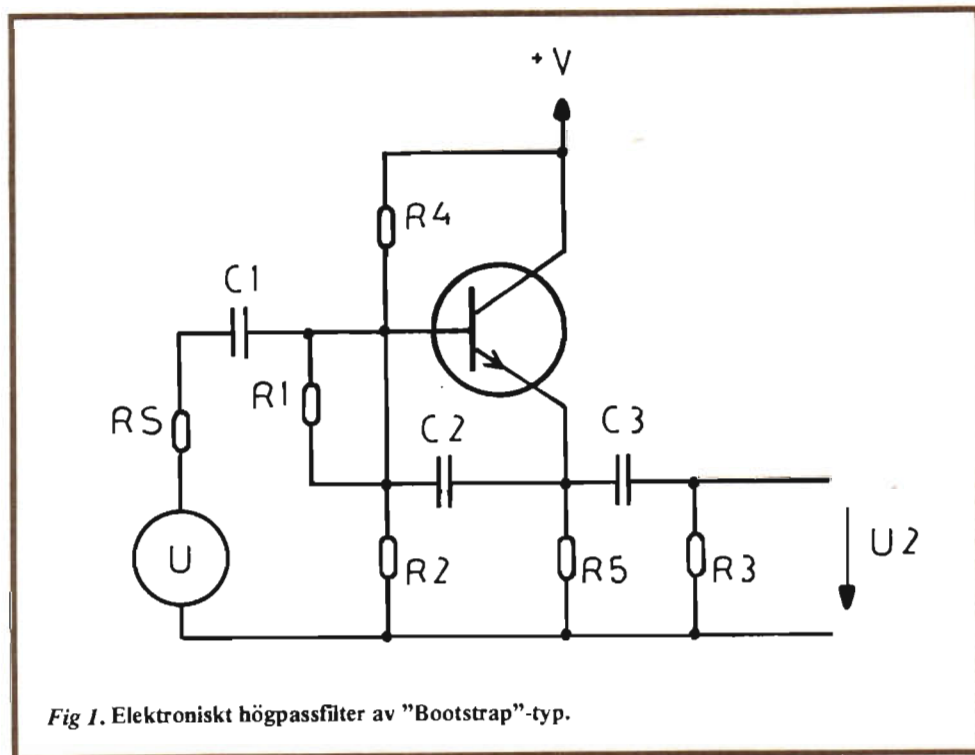 +V
R4
C1
R1
RS
C2
C3
U
R2
R5
R3
U2
Fig 1. Elektroniskt högpassfilter av "Bootstrap"-typ.